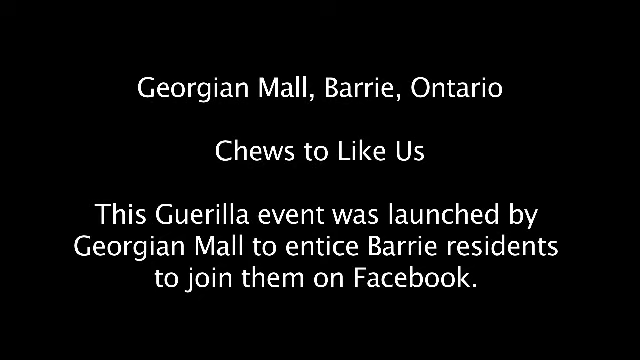 Georgian Mall, Barrie, Ontario
Chews to Like Us
This Guerilla event was launched by
Georgian Mall to entice Barrie residents
to join them on Facebook.